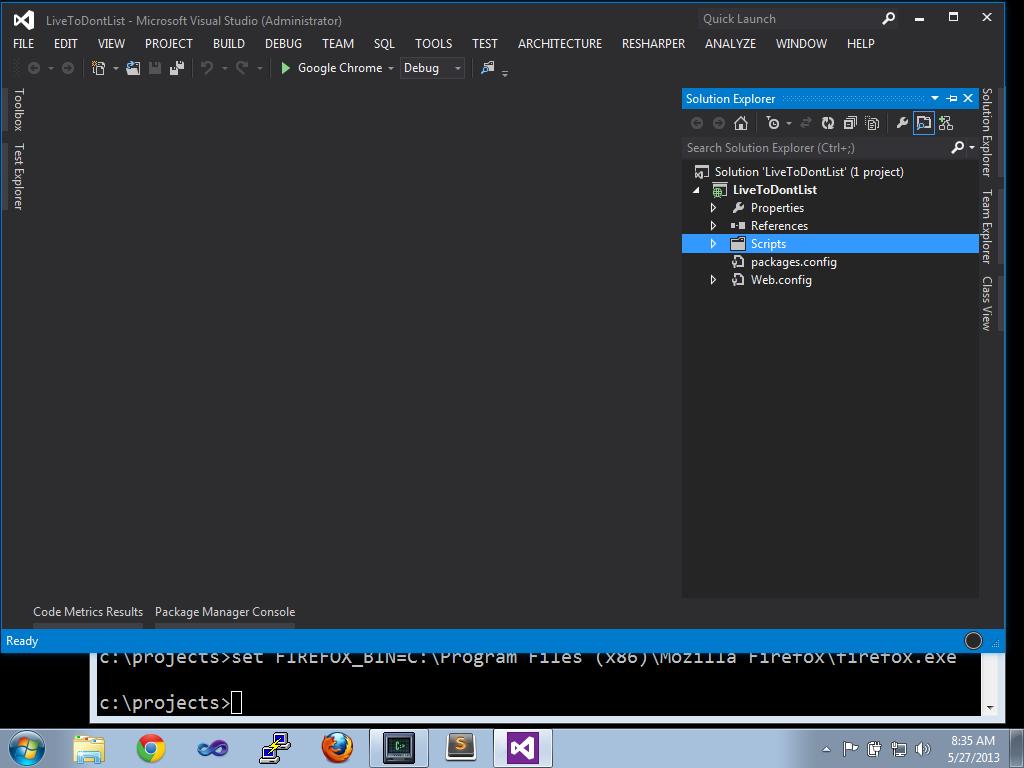 LiveToDontList - Microsoft Visual Studio (Administrator)
Quick Launch
FILE EDIT VIEW PROJECT BUILD DEBUG TEAM SQL TOOLS TEST ARCHITECTURE RESHARPER ANALYZE WINDOW HELP
Google Chrome Debug
Toolbox
Test Explorer
Solution Explorer
Search Solution Explorer (Ctrl+;)
Solution 'LiveToDontList' (1 project)
LiveToDontList
Properties
References
Scripts
packages.config
Web.config
Solution Explorer
Team Explorer
Class View
Code Metrics Results Package Manager Console
Ready
c:\projects>set FIREFOX_BIN=C:\Program Files (x86)\Mozilla Firefox\firefox.exe
c:\projects>
8:35 AM
5/27/2013